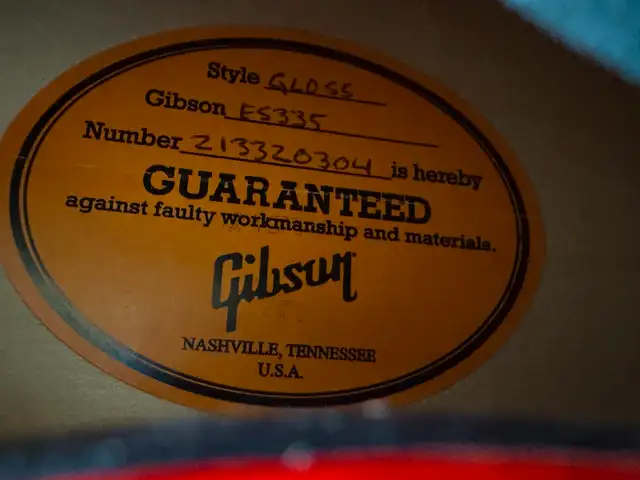 Style GLOSS
Gibson ES335
Number 213320304 is hereby
GUARANTEED
against faulty workmanship and materials.
Gibson
NASHVILLE, TENNESSEE
U.S.A.